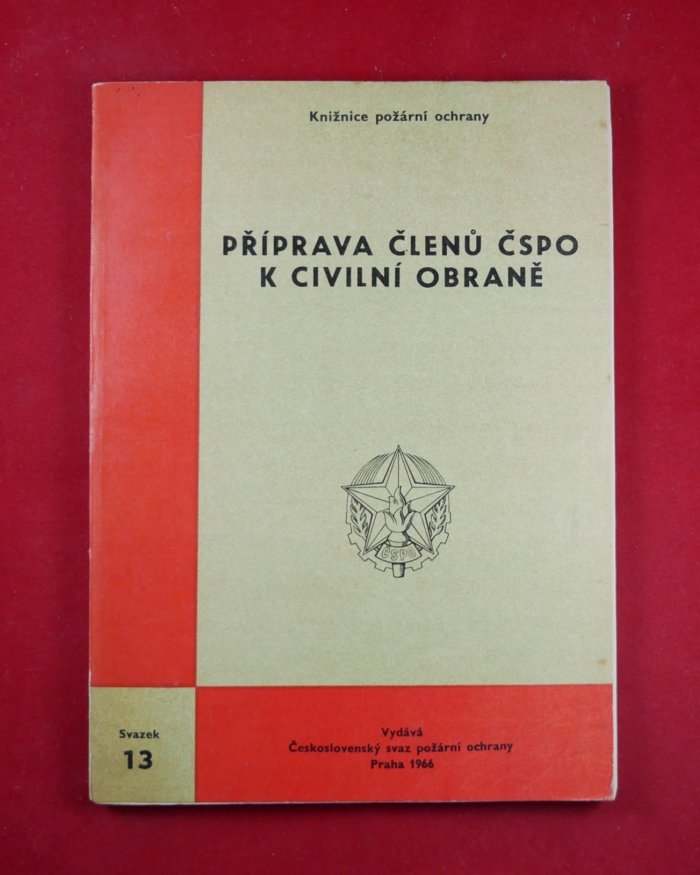 Knižnice požární ochrany
PŘÍPRAVA ČLENŮ ČSPO
K CIVILNÍ OBRANĚ
ČSPO
Svazek
13
Vydává
Československý svaz požární ochrany
Praha 1966